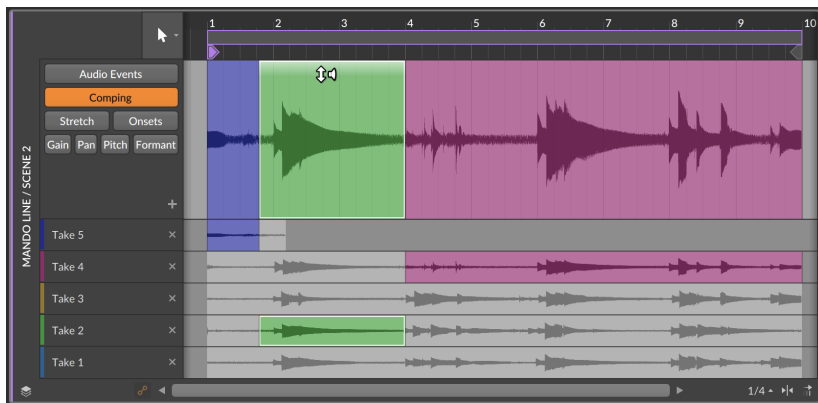 1 2 3 4 5 6 7 8 9 10
Audio Events
Comping
Stretch Onsets
Gain Pan Pitch Formant
+
MANDO LINE / SCENE 2
Take 5 ×
Take 4 ×
Take 3 ×
Take 2 ×
Take 1 ×
1/4